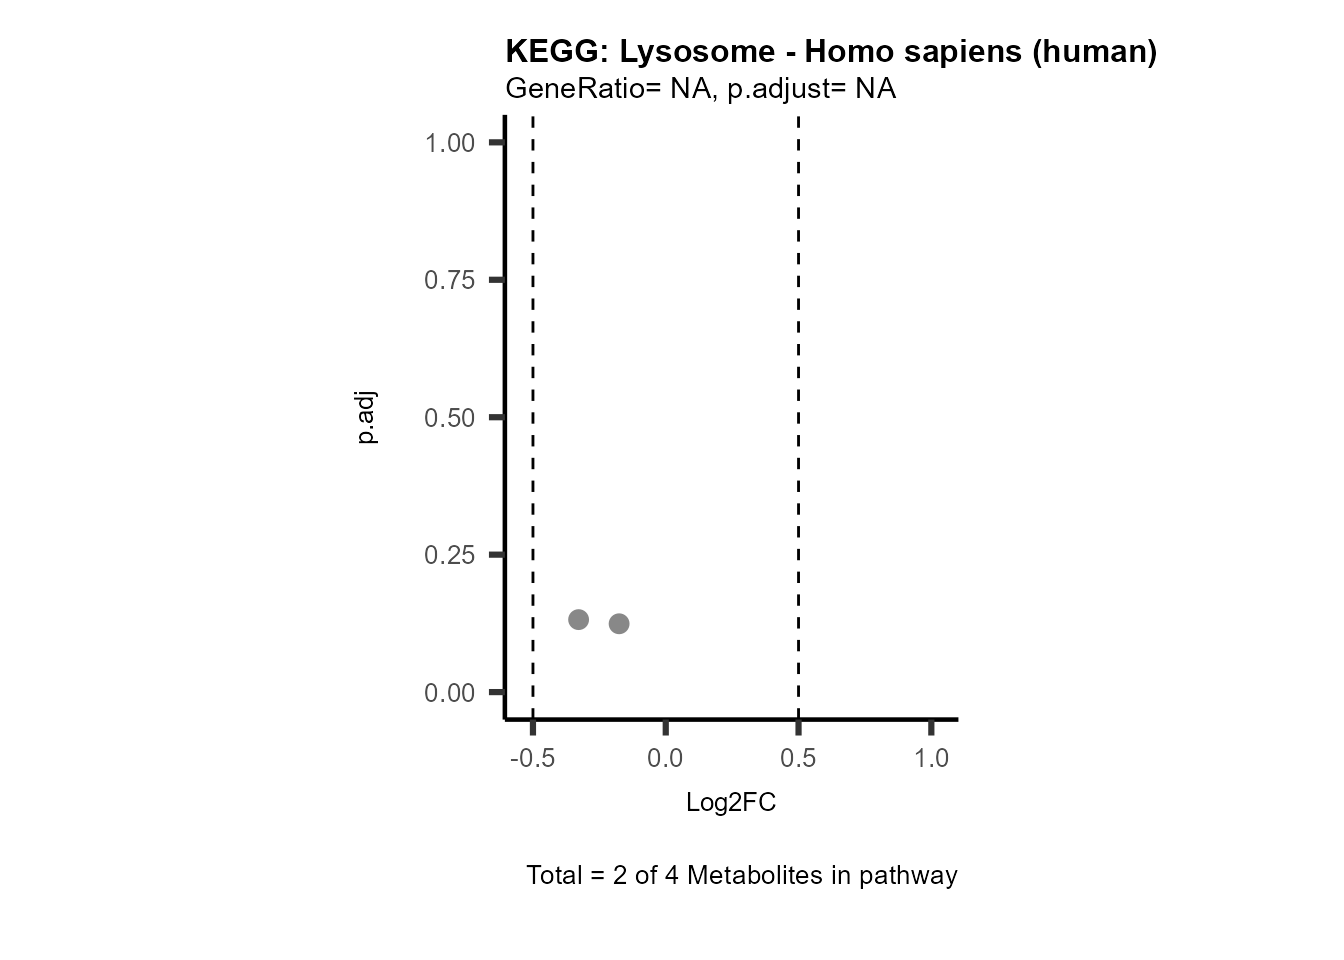 KEGG: Lysosome - Homo sapiens (human)
GeneRatio= NA, p.adjust= NA
1.00
0.75
0.50
0.25
0.00
p.adj
-0.5 0.0 0.5 1.0
Log2FC
Total = 2 of 4 Metabolites in pathway